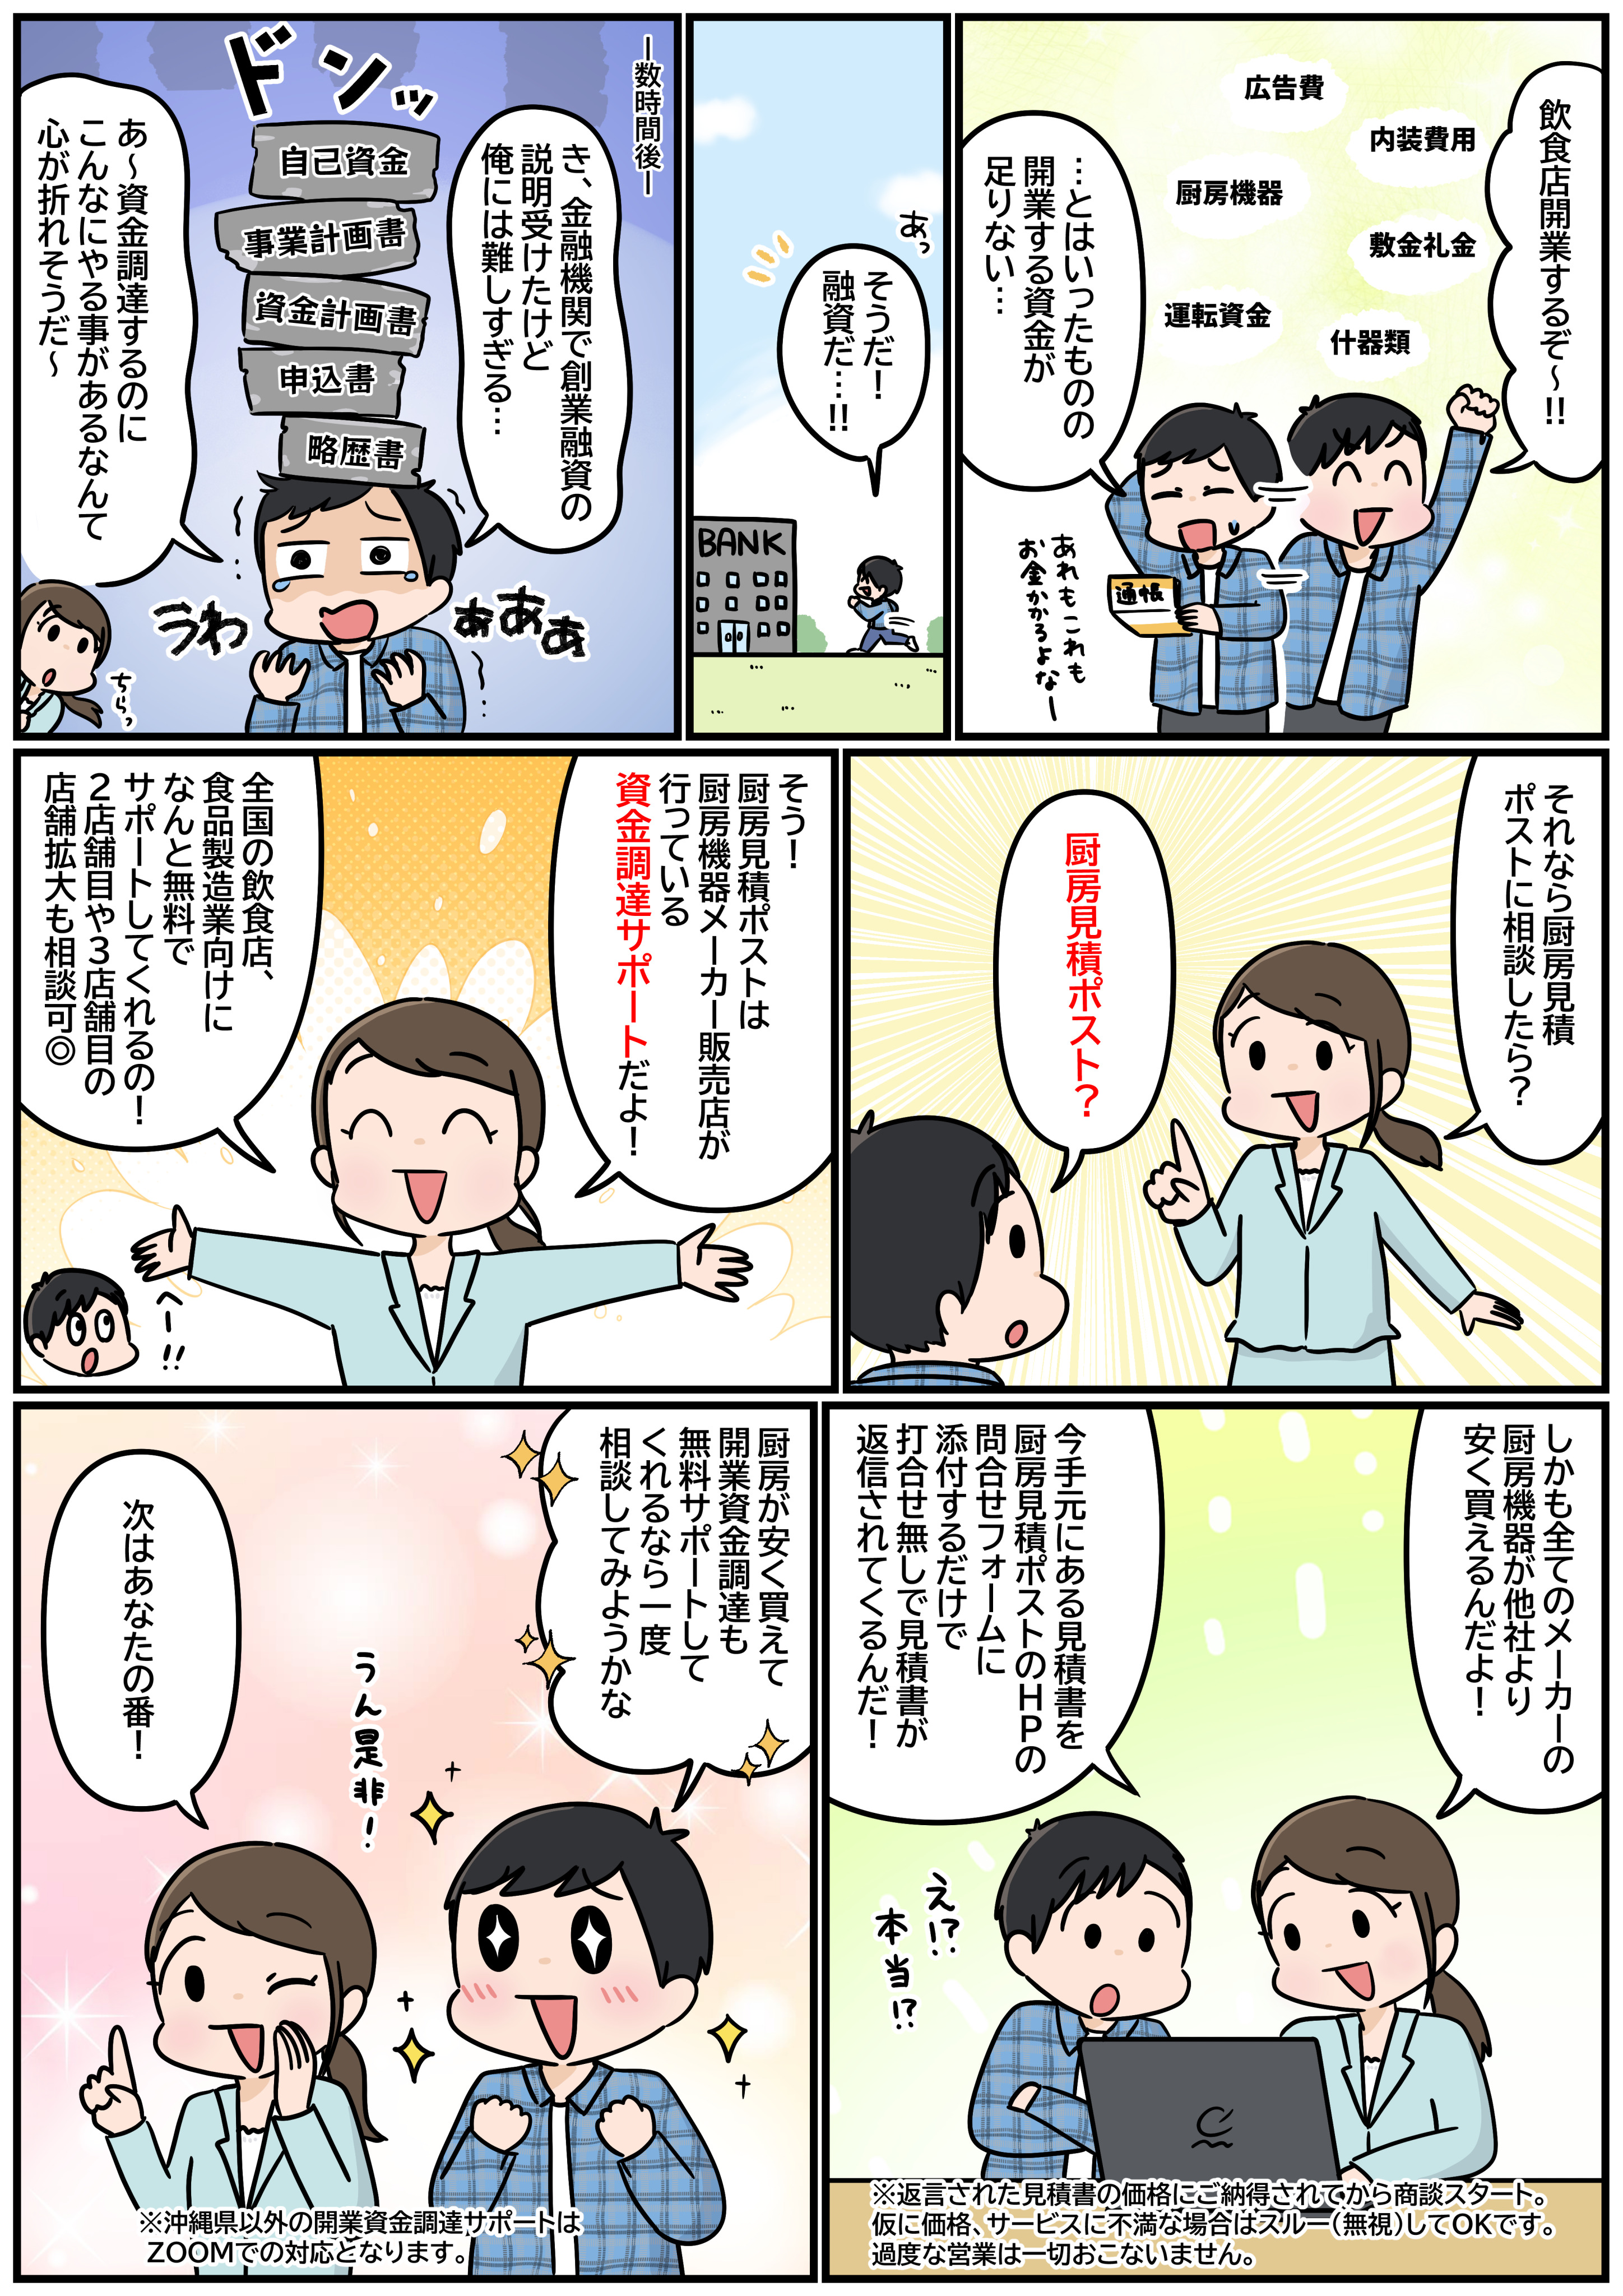 飲食店開業するぞ～!!
広告費
内装費用
厨房機器
敷金礼金
運転資金
什器類
…とはいったものの
開業する資金が
足りない…
通帳
あれもこれも
お金かかるよなー
あっ
そうだ！
融資だ…!!
BANK
ー数時間後ー
ドンッ
き、金融機関で創業融資の
説明受けたけど
俺には難しすぎる…
自己資金
事業計画書
資金計画書
申込書
略歴書
うわ
ぁあぁ
あ～資金調達するのに
こんなにやる事があるなんて
心が折れそうだ～
ちらっ
それなら厨房見積
ポストに相談したら？
厨房見積ポスト？
そう！
厨房見積ポストは
厨房機器メーカー販売店が
行っている
資金調達サポートだよ！
全国の飲食店、
食品製造業向けに
なんと無料で
サポートしてくれるの！
２店舗目や３店舗目の
店舗拡大も相談可◎
へー!!
しかも全てのメーカーの
厨房機器が他社より
安く買えるんだよ！
今手元にある見積書を
厨房見積ポストのＨＰの
問合せフォームに
添付するだけで
打合せ無しで見積書が
返信されてくるんだ！
え!?
本当!?
※返言された見積書の価格にご納得されてから商談スタート。
仮に価格、サービスに不満な場合はスルー（無視）してOKです。
過度な営業は一切おこないません。
厨房が安く買えて
開業資金調達も
無料サポートして
くれるなら一度
相談してみようかな
うん是非！
次はあなたの番！
※沖縄県以外の開業資金調達サポートは
ZOOMでの対応となります。